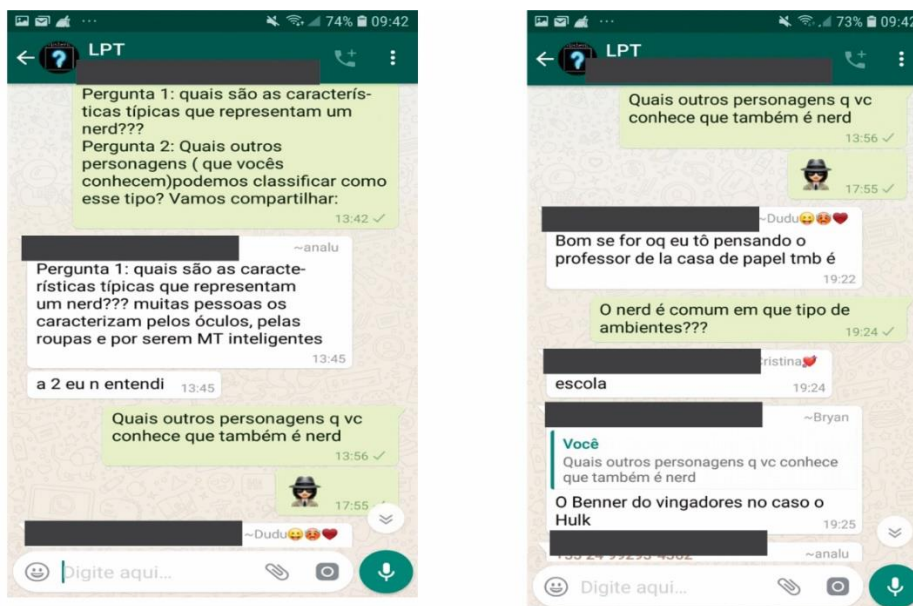 74% 09:42
LPT
Pergunta 1: quais são as caracterís-
ticas típicas que representam um
nerd???
Pergunta 2: Quais outros
personagens ( que vocês
conhecem)podemos classificar como
esse tipo? Vamos compartilhar:
13:42
~analu
Pergunta 1: quais são as caracte-
rísticas típicas que representam
um nerd??? muitas pessoas os
caracterizam pelos óculos, pelas
roupas e por serem MT inteligentes
13:45
a 2 eu n entendi 13:45
Quais outros personagens q vc
conhece que também é nerd
13:56
17:55
~Dudu
Digite aqui...
73% 09:42
LPT
Quais outros personagens q vc
conhece que também é nerd
13:56
17:55
~Dudu
Bom se for oq eu tô pensando o
professor de la casa de papel tmb é
19:22
O nerd é comum em que tipo de
ambientes???
19:24
ristina
escola
19:24
~Bryan
Você
Quais outros personagens q vc conhece
que também é nerd
O Benner do vingadores no caso o
Hulk
19:25
~analu
Digite aqui...